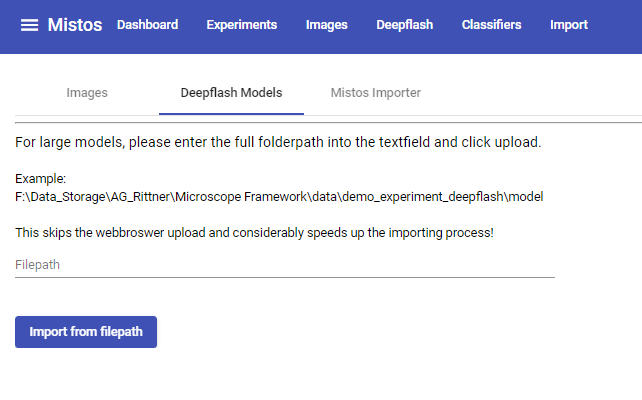 Mistos Dashboard Experiments Images Deepflash Classifiers Import
Images Deepflash Models Mistos Importer
For large models, please enter the full folderpath into the textfield and click upload.
Example:
F:\Data_Storage\AG_Rittner\Microscope Framework\data\demo_experiment_deepflash\model
This skips the webbroswer upload and considerably speeds up the importing process!
Filepath
Import from filepath